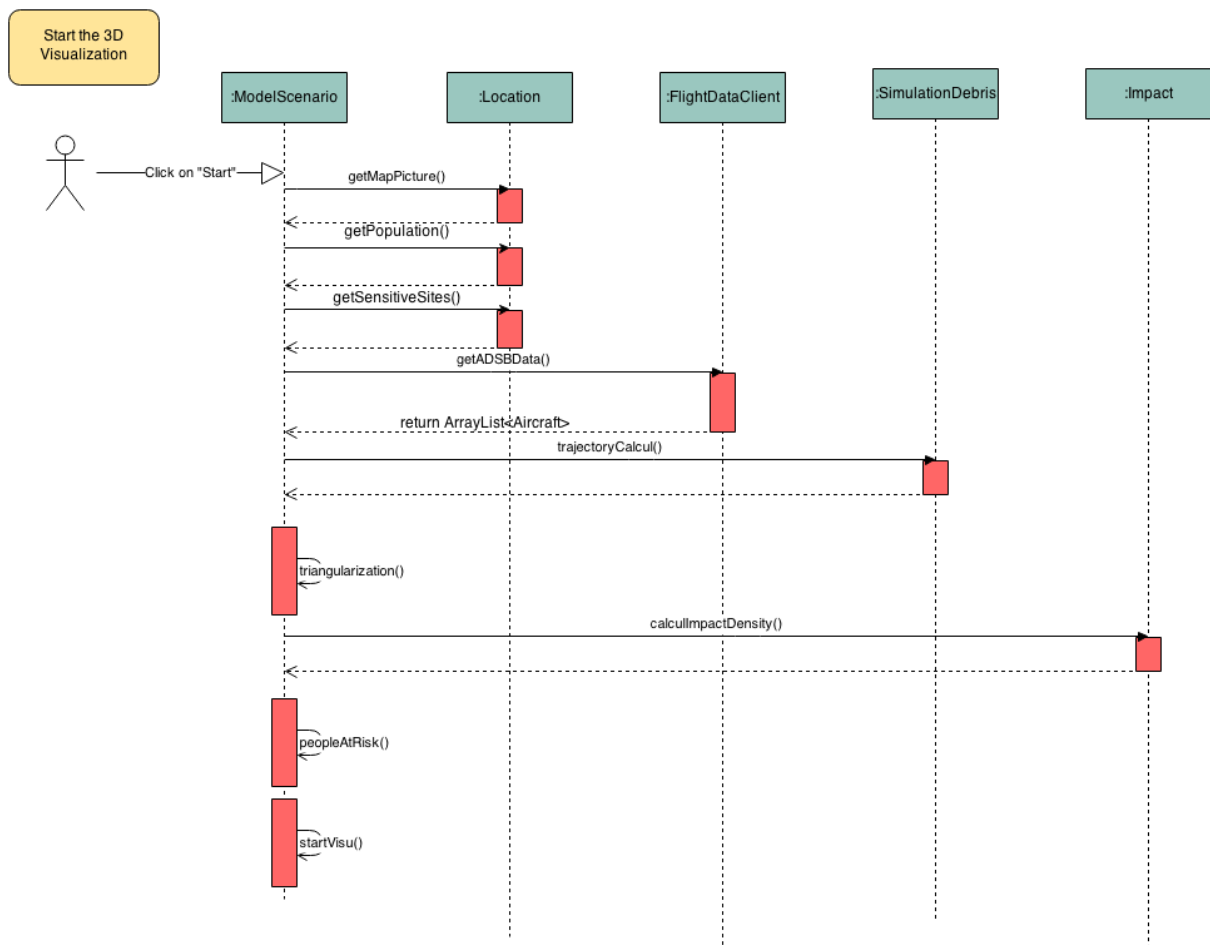 Start the 3D
Visualization
:ModelScenario
:Location
:FlightDataClient
:SimulationDebris
:Impact
Click on "Start"
getMapPicture()
getPopulation()
getSensitiveSites()
getADSBData()
return ArrayList<Aircraft>
trajectoryCalcul()
triangularization()
calculImpactDensity()
peopleAtRisk()
startVisu()